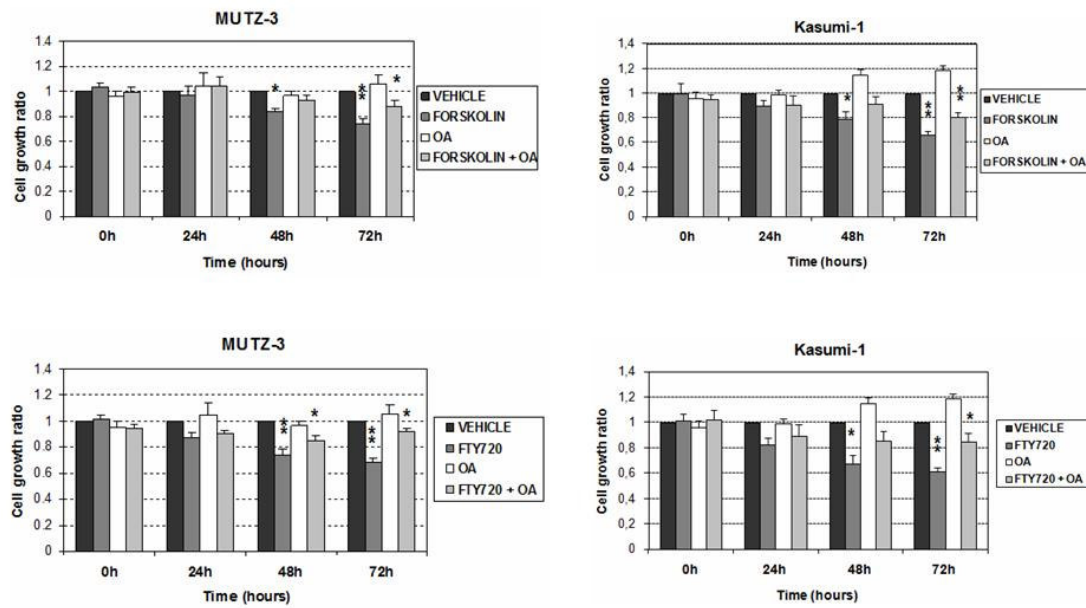 MUTZ-3
1,4
1,2
1
0,8
0,6
0,4
0,2
0
Cell growth ratio
* ** *
0h 24h 48h 72h
Time (hours)
VEHICLE
FORSKOLIN
OA
FORSKOLIN + OA
Kasumi-1
1,4
1,2
1
0,8
0,6
0,4
0,2
0
Cell growth ratio
* ** **
0h 24h 48h 72h
Time (hours)
VEHICLE
FORSKOLIN
OA
FORSKOLIN + OA
MUTZ-3
1,4
1,2
1
0,8
0,6
0,4
0,2
0
Cell growth ratio
** * ** *
0h 24h 48h 72h
Time (hours)
VEHICLE
FTY720
OA
FTY720 + OA
Kasumi-1
1,4
1,2
1
0,8
0,6
0,4
0,2
0
Cell growth ratio
* ** *
0h 24h 48h 72h
Time (hours)
VEHICLE
FTY720
OA
FTY720 + OA